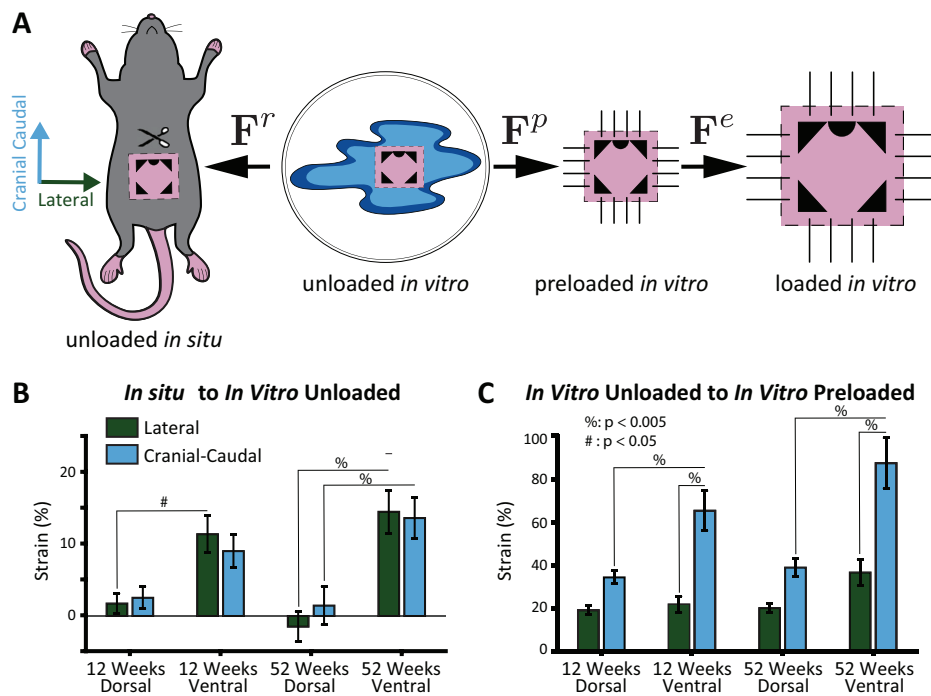 A
Cranial Caudal
Lateral
F^r
F^p
F^e
unloaded in situ
unloaded in vitro
preloaded in vitro
loaded in vitro
B
In situ to In Vitro Unloaded
Lateral
Cranial-Caudal
#
%
%
–
20
10
0
Strain (%)
12 Weeks Dorsal
12 Weeks Ventral
52 Weeks Dorsal
52 Weeks Ventral
C
In Vitro Unloaded to In Vitro Preloaded
%: p < 0.005
# : p < 0.05
%
%
%
%
100
80
60
40
20
0
Strain (%)
12 Weeks Dorsal
12 Weeks Ventral
52 Weeks Dorsal
52 Weeks Ventral